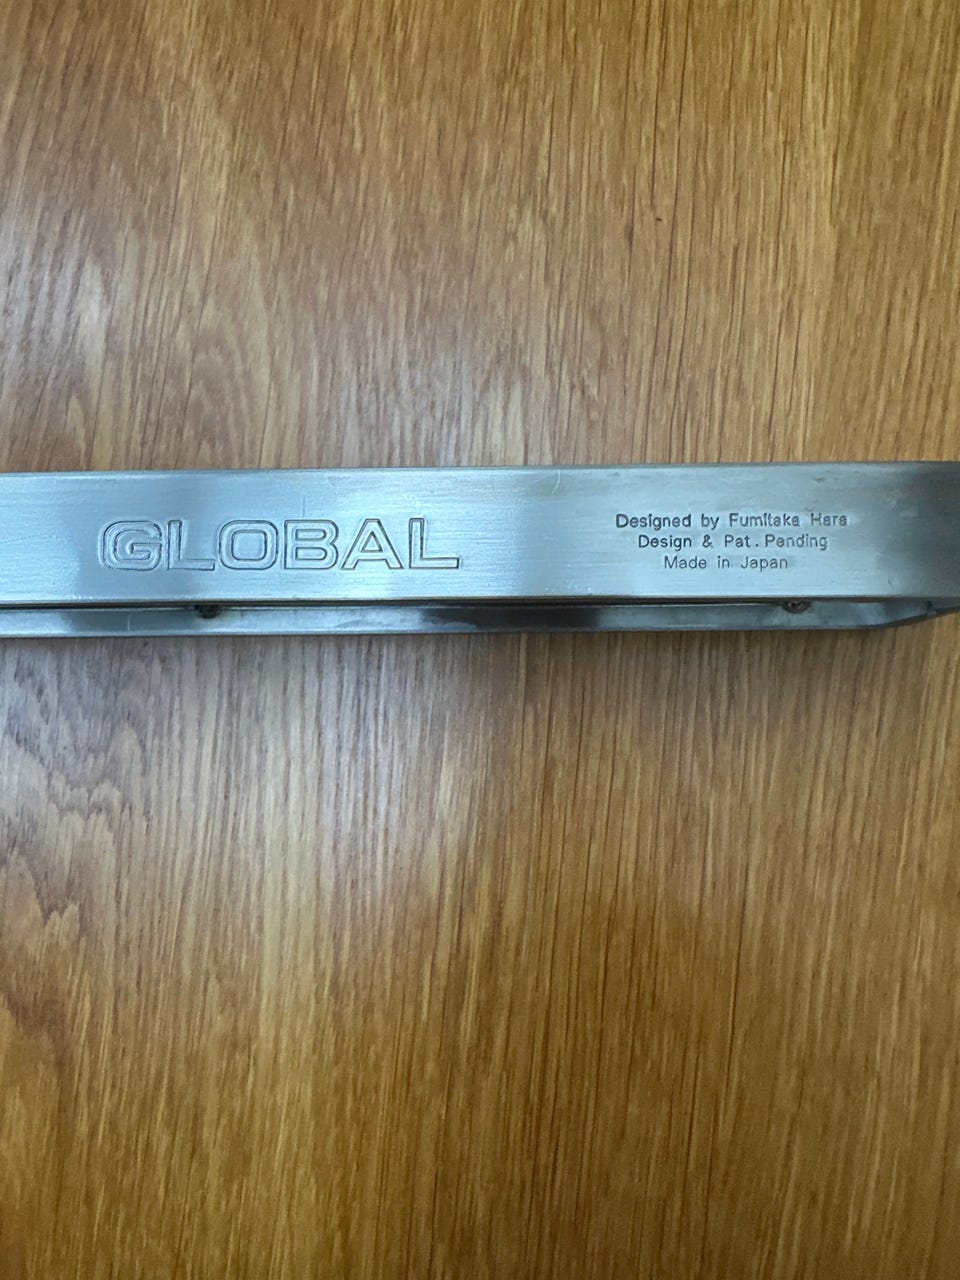 GLOBAL
Designed by Fumitaka Hara
Design & Pat. Pending
Made in Japan